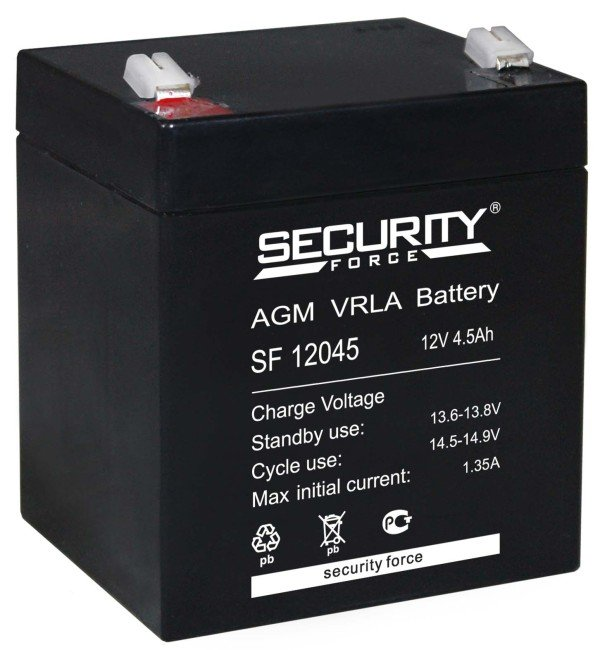 SECURITY®
FORCE
AGM VRLA Battery
SF 12045 12V 4.5Ah
Charge Voltage
Standby use: 13.6-13.8V
Cycle use: 14.5-14.9V
Max initial current: 1.35A
pb pb PG
security force